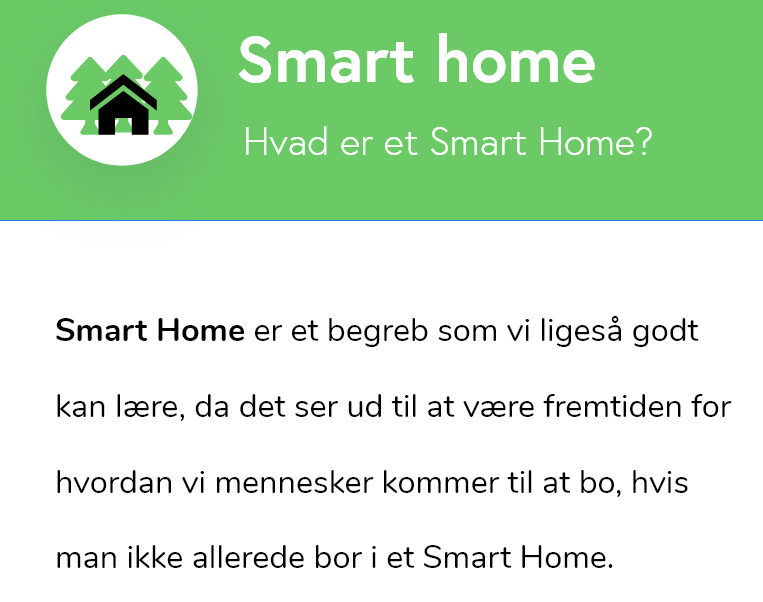 Smart home
Hvad er et Smart Home?
Smart Home er et begreb som vi ligeså godt
kan lære, da det ser ud til at være fremtiden for
hvordan vi mennesker kommer til at bo, hvis
man ikke allerede bor i et Smart Home.